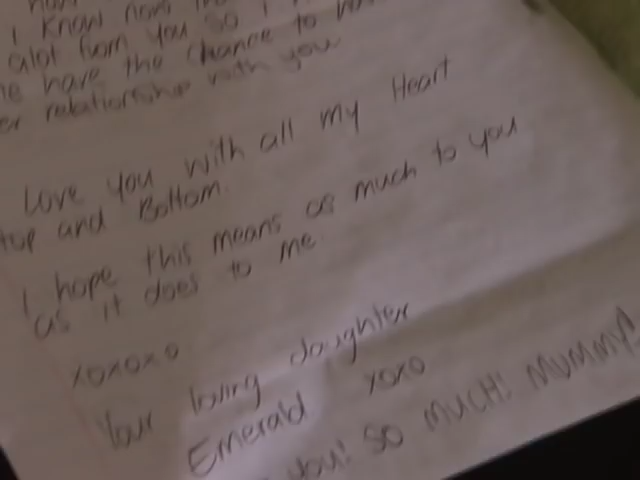 I know now
alot from you so I
have the chance to
relationship with you
Love you with all my Heart
top and Bottom.
I hope this means as much to you
as it does to me.
xoxoxo
Your loving daughter
Emerald xoxo
you! SO MUCH! MUMMY!